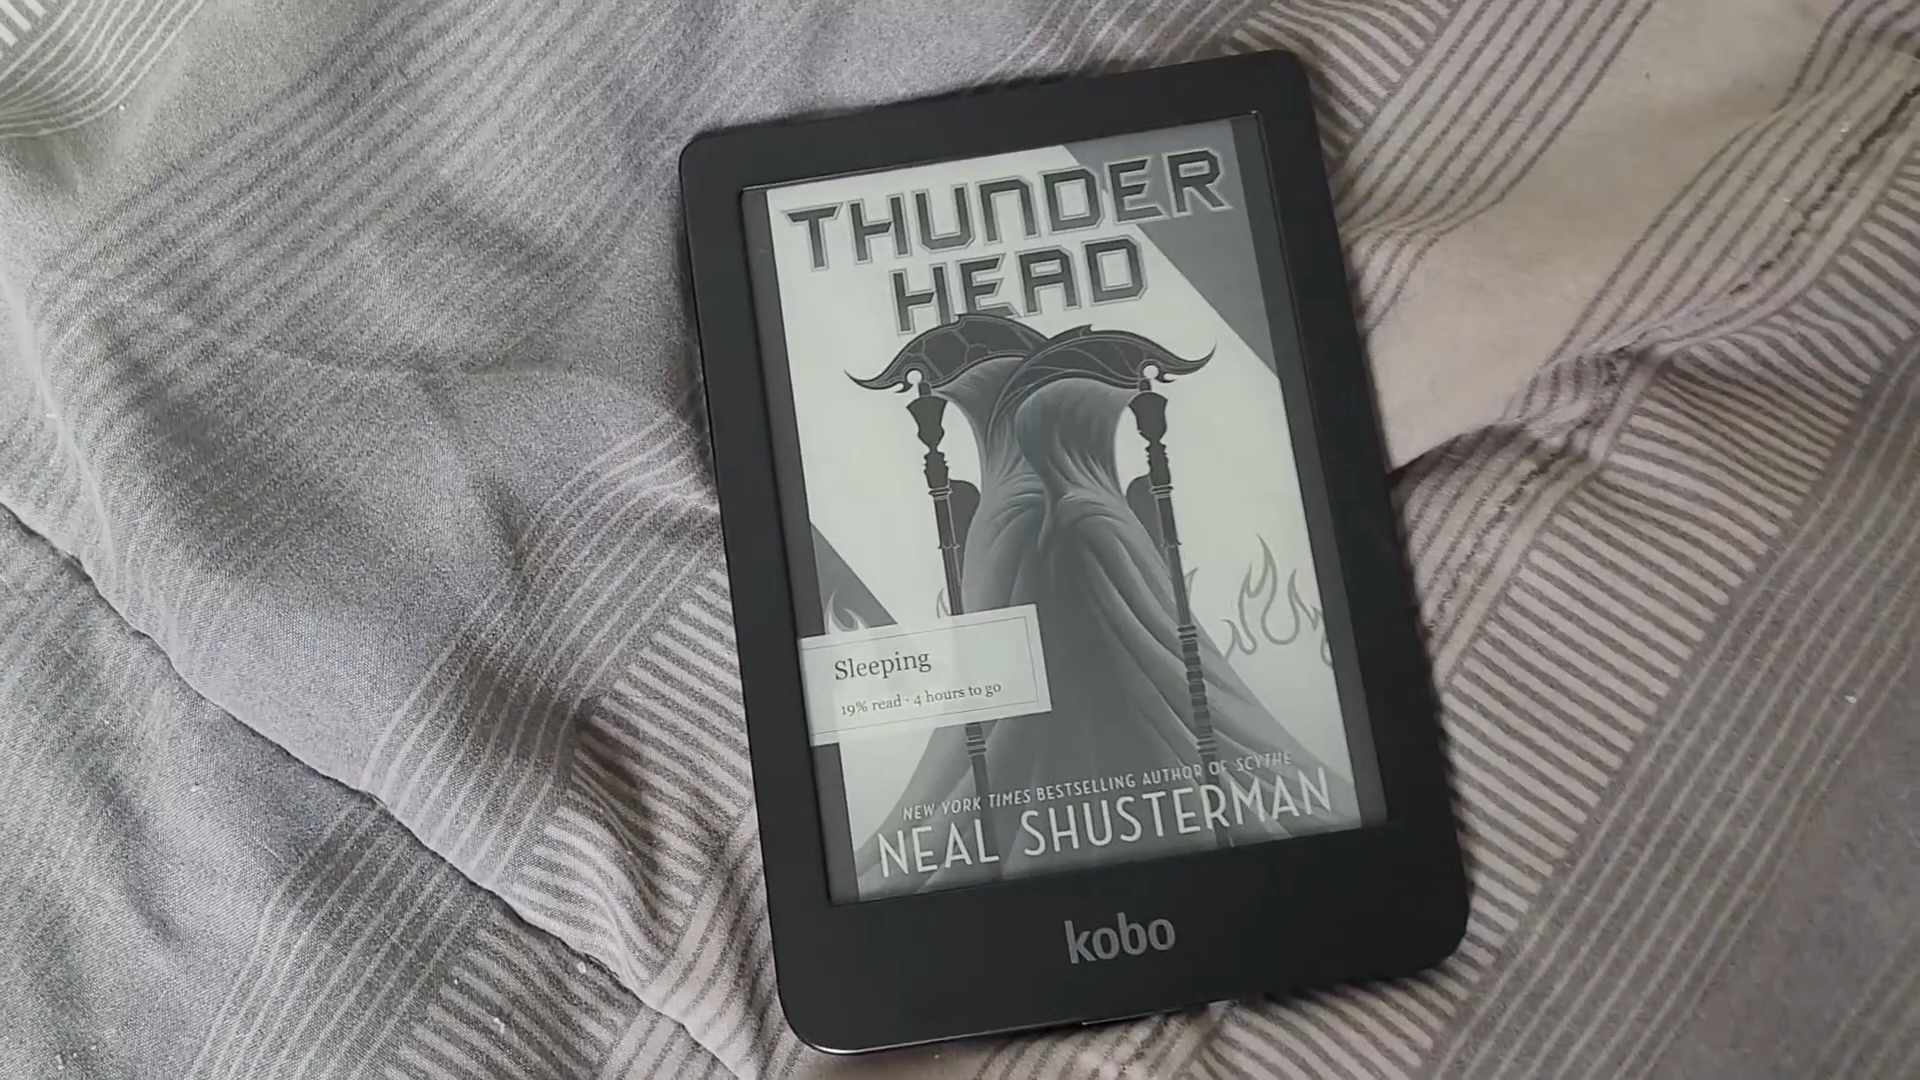 THUNDER
HEAD
Sleeping
19% read · 4 hours to go
NEW YORK TIMES BESTSELLING AUTHOR OF SCYTHE
NEAL SHUSTERMAN
kobo